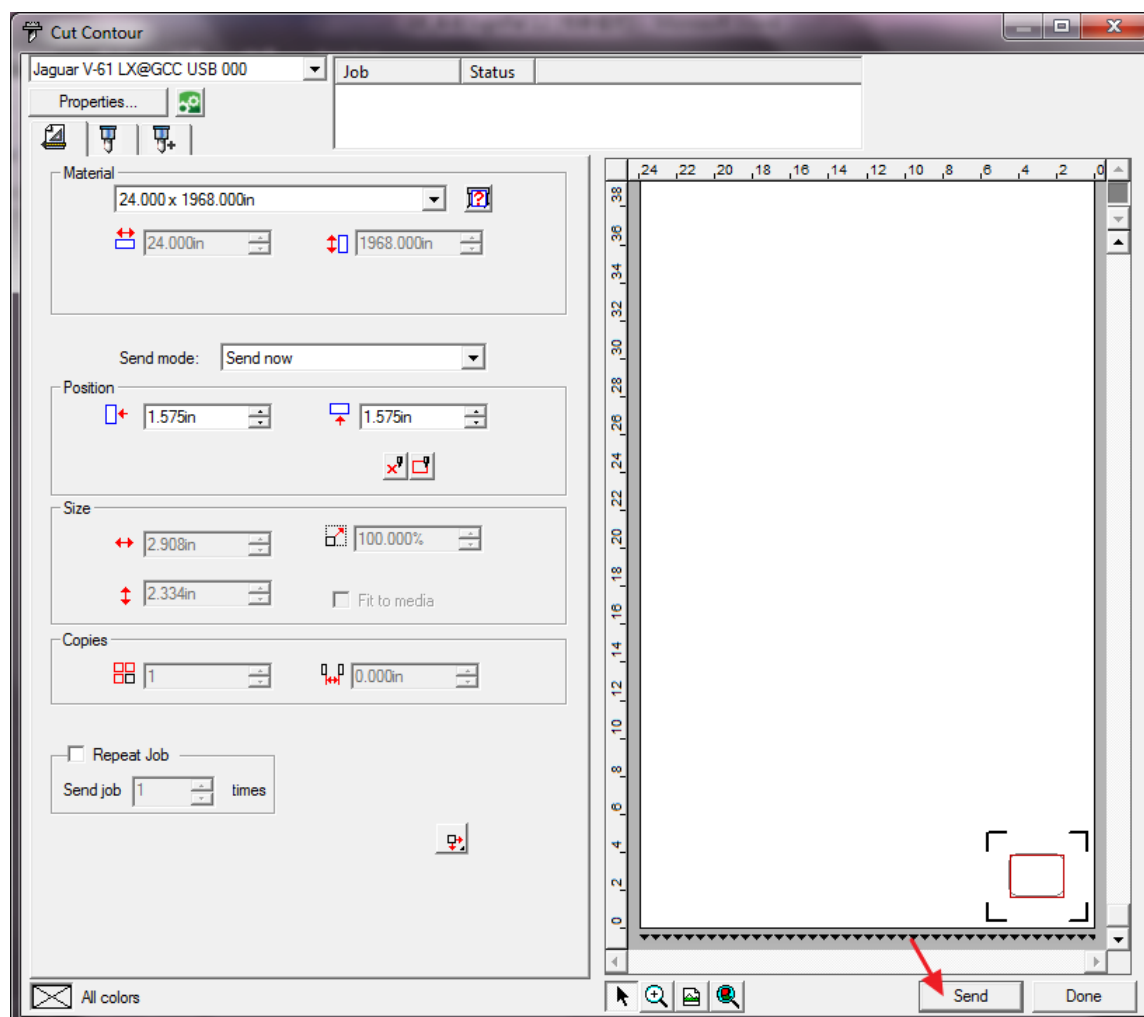 Cut Contour
Jaguar V-61 LX@GCC USB 000
Job Status
Properties...
Material
24.000 x 1968.000in
24.000in 1968.000in
Send mode: Send now
Position
1.575in 1.575in
Size
2.908in 100.000%
2.334in Fit to media
Copies
1 0.000in
Repeat Job
Send job 1 times
All colors
24 22 20 18 16 14 12 10 8 6 4 2 0
38
36
34
32
30
28
26
24
22
20
18
16
14
12
10
8
6
4
2
0
Send Done